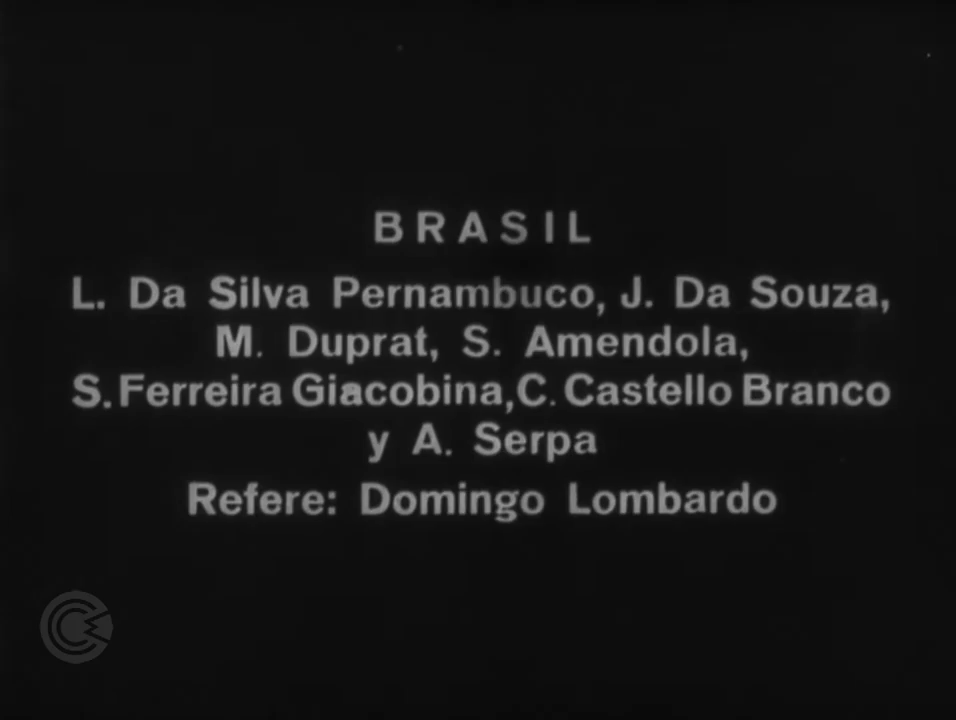 BRASIL
L. Da Silva Pernambuco, J. Da Souza,
M. Duprat, S. Amendola,
S. Ferreira Giacobina, C. Castello Branco
y A. Serpa
Refere: Domingo Lombardo